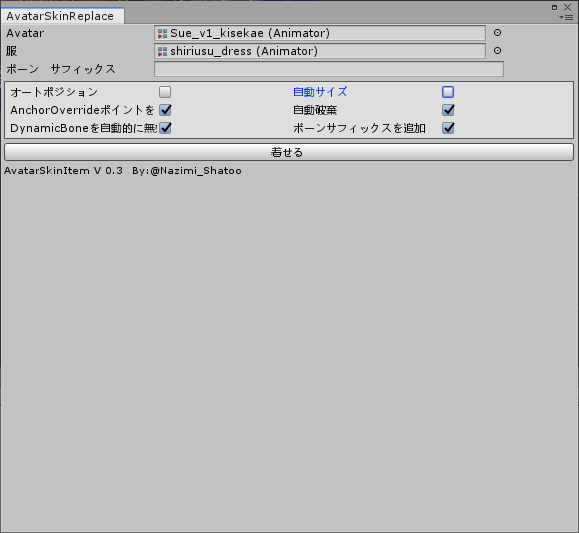 AvatarSkinReplace
Avatar Sue_v1_kisekae (Animator)
服 shiriusu_dress (Animator)
ボーン サフィックス
オートポジション 自動サイズ
AnchorOverrideポイントを 自動破棄
DynamicBoneを自動的に無 ボーンサフィックスを追加
着せる
AvatarSkinItem V 0.3 By:@Nazimi_Shatoo